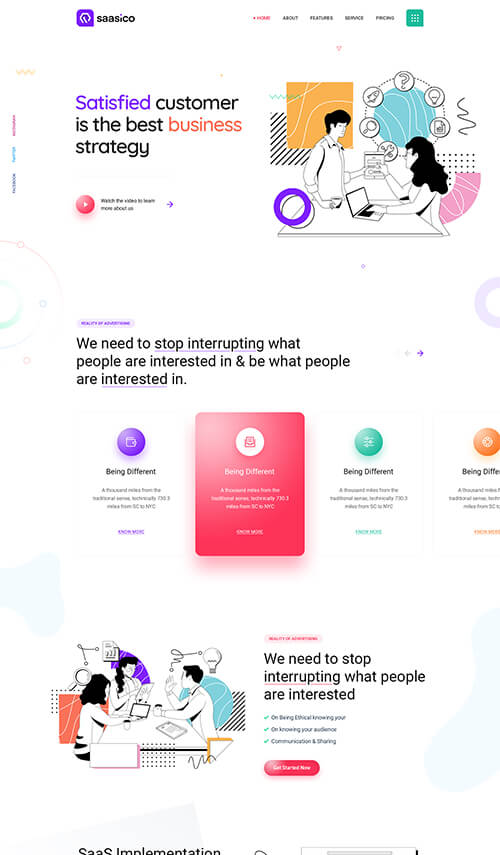 saasico
HOME
ABOUT
FEATURES
SERVICE
PRICING
INSTAGRAM
TWITTER
FACEBOOK
Satisfied customer
is the best business
strategy
Watch the video to learn
more about us
REALITY OF ADVERTISING
We need to stop interrupting what
people are interested in & be what people
are interested in.
Being Different
A thousand miles from the
traditional sense, technically 730.3
miles from SC to NYC
KNOW MORE
Being Different
A thousand miles from the
traditional sense, technically 730.3
miles from SC to NYC
KNOW MORE
Being Different
A thousand miles from the
traditional sense, technically 730.3
miles from SC to NYC
KNOW MORE
Being Diffe
A thousand miles
traditional sense, tech
miles from SC t
KNOW MOR
REALITY OF ADVERTISING
We need to stop
interrupting what people
are interested
On Being Ethical knowing your
On knowing your audience
Communication & Sharing
Get Started Now
SaaS Implementation